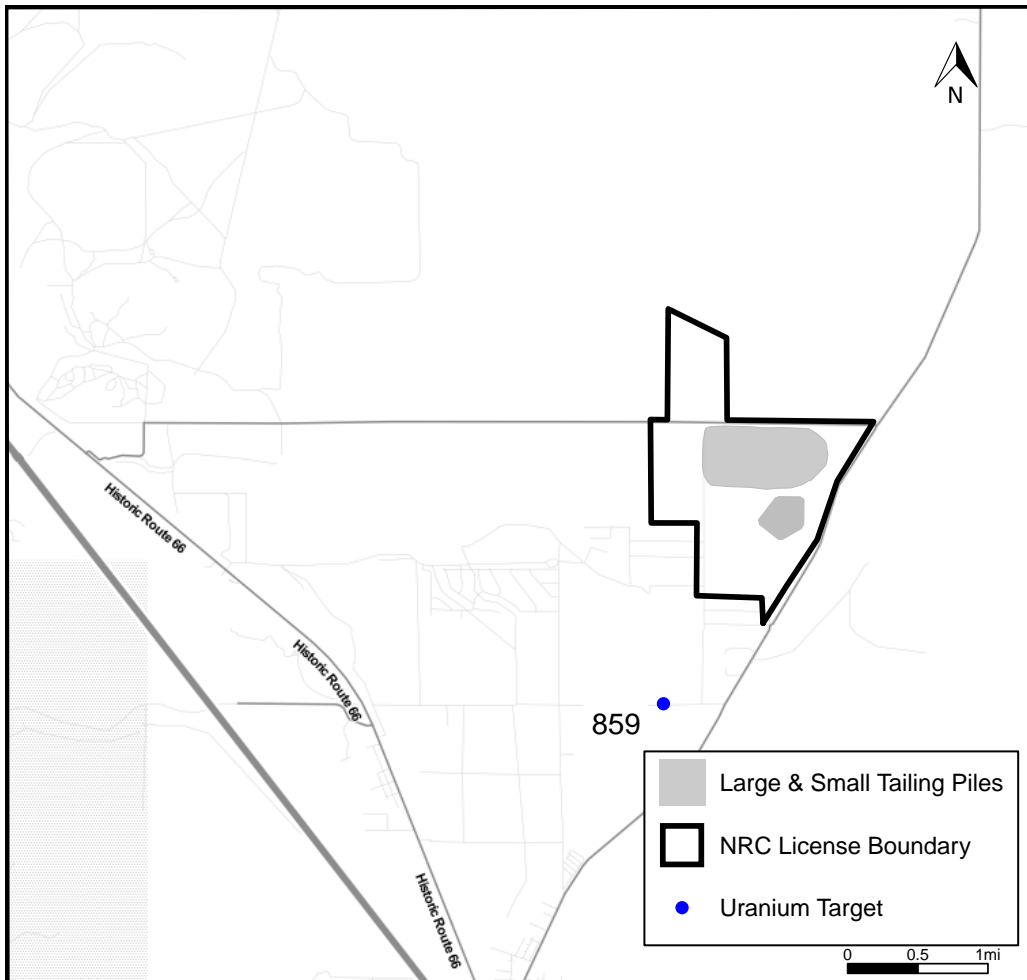 N
Historic Route 66
Historic Route 66
859
Large & Small Tailing Piles
NRC License Boundary
Historic Route 66
Uranium Target
0 0.5 1mi